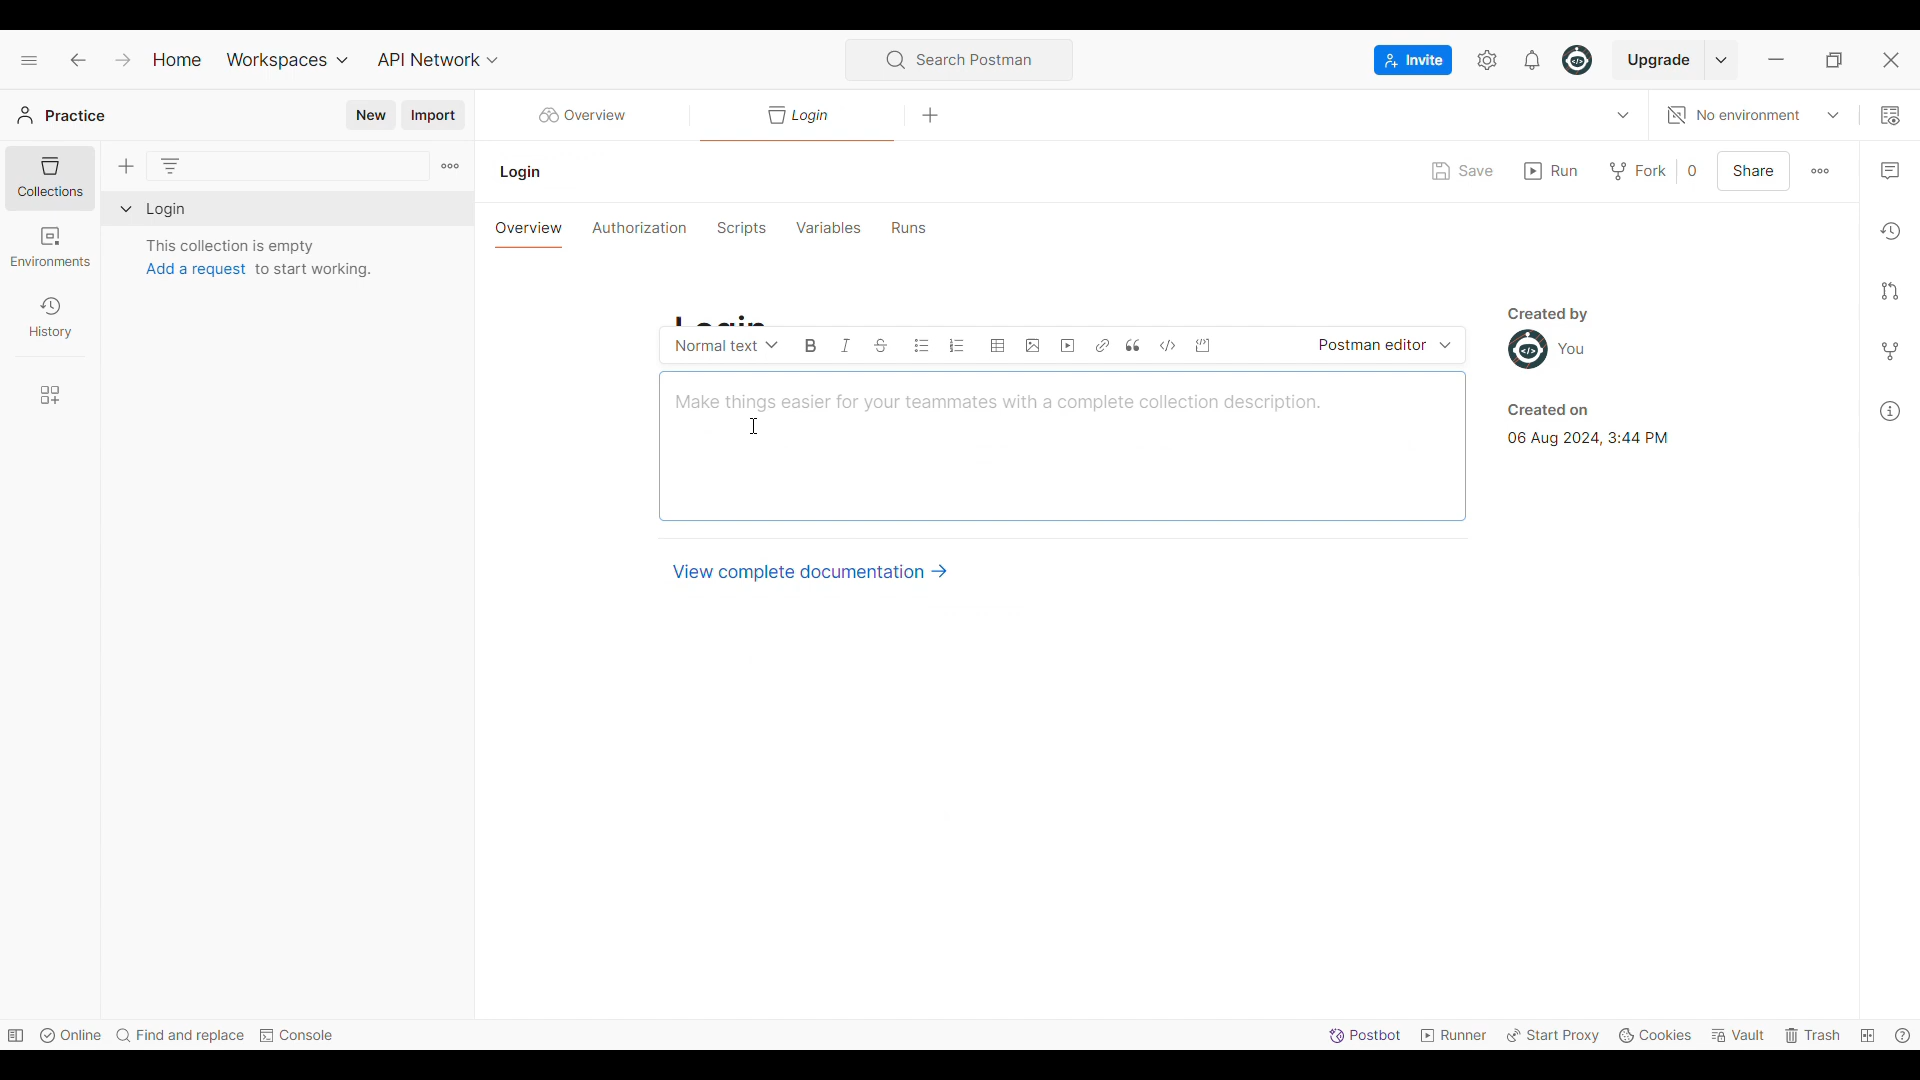 Home Workspaces API Network Search Postman Invite Upgrade
Practice New Import Overview Login No environment
Collections
Login Save Run Fork 0 Share
Login
Overview Authorization Scripts Variables Runs
This collection is empty
Add a request to start working.
Environments
History
Login
Normal text Postman editor
Make things easier for your teammates with a complete collection description.
Created by
You
Created on
06 Aug 2024, 3:44 PM
View complete documentation →
Online Find and replace Console Postbot Runner Start Proxy Cookies Vault Trash